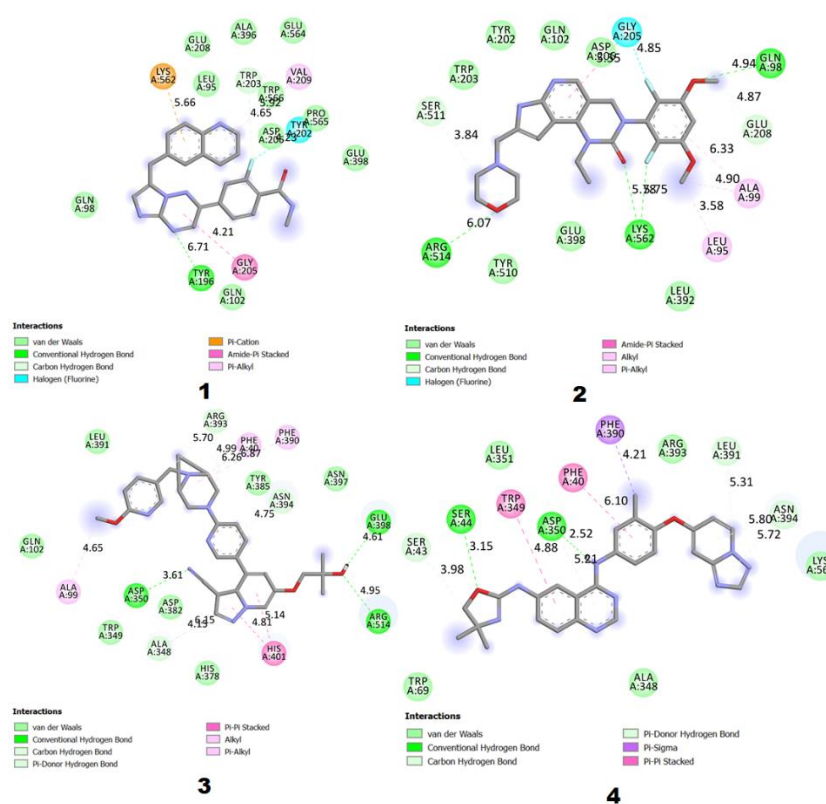 GLU
A:208
ALA
A:396
GLU
A:564
LYS
A:562
LEU
A:95
TRP
A:203
VAL
A:209
5.66
4.65
TYR
A:202
PRO
A:565
GLU
A:398
GLN
A:98
4.21
6.71
TYR
A:196
GLY
A:205
GLN
A:102
Interactions
van der Waals
Conventional Hydrogen Bond
Carbon Hydrogen Bond
Halogen (Fluorine)
Pi-Cation
Amide-Pi Stacked
Pi-Alkyl
1
TYR
A:202
GLN
A:102
GLY
A:205
4.85
4.94
GLN
A:98
4.87
TRP
A:203
SER
A:511
GLU
A:208
3.84
6.33
4.90
ALA
A:99
3.58
6.07
ARG
A:514
TYR
A:510
GLU
A:398
LYS
A:562
LEU
A:95
LEU
A:392
Interactions
van der Waals
Conventional Hydrogen Bond
Carbon Hydrogen Bond
Halogen (Fluorine)
Amide-Pi Stacked
Alkyl
Pi-Alkyl
2
ARG
A:393
5.70
4.99
PHE
A:40
PHE
A:390
LEU
A:391
TYR
A:385
ASN
A:394
ASN
A:397
4.75
GLU
A:398
4.61
GLN
A:102
4.65
ALA
A:99
3.61
ASP
A:350
ASP
A:382
4.95
ARG
A:514
5.14
4.81
TRP
A:349
ALA
A:348
HIS
A:401
HIS
A:378
Interactions
van der Waals
Conventional Hydrogen Bond
Carbon Hydrogen Bond
Pi-Donor Hydrogen Bond
Pi-Pi Stacked
Alkyl
Pi-Alkyl
3
PHE
A:390
4.21
ARG
A:393
LEU
A:391
LEU
A:351
PHE
A:40
5.31
SER
A:44
TRP
A:349
ASP
A:350
6.10
2.52
ASN
A:394
5.80
5.72
SER
A:43
3.15
4.88
3.98
TRP
A:69
ALA
A:348
Interactions
van der Waals
Conventional Hydrogen Bond
Carbon Hydrogen Bond
Pi-Donor Hydrogen Bond
Pi-Sigma
Pi-Pi Stacked
4